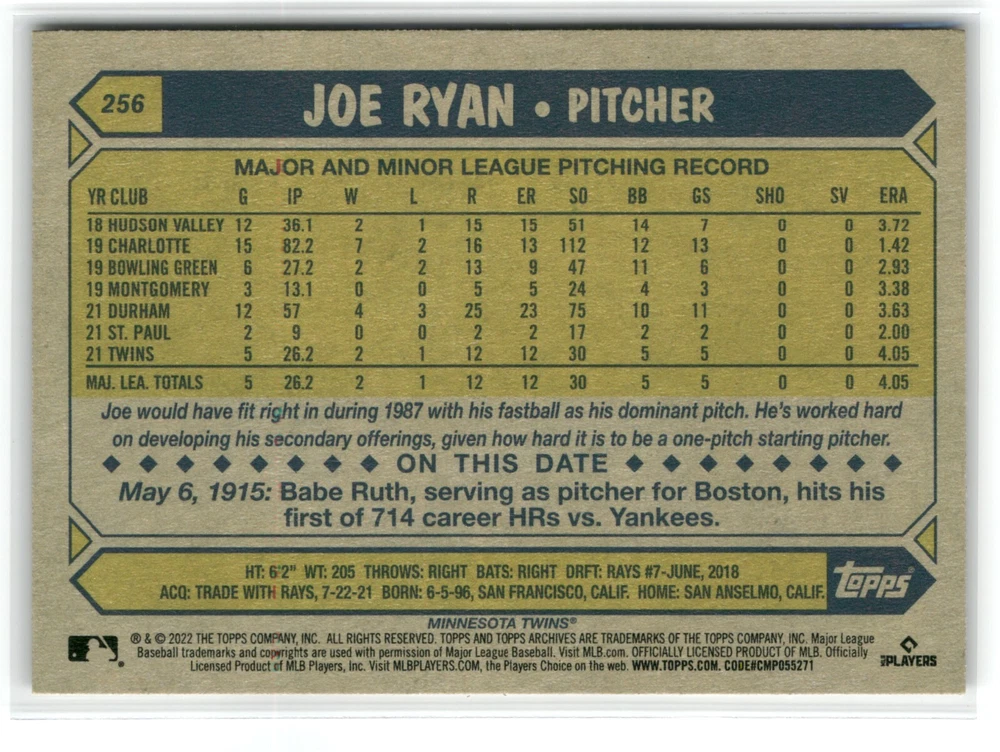 256
JOE RYAN • PITCHER
MAJOR AND MINOR LEAGUE PITCHING RECORD
YR CLUB G IP W L R ER SO BB GS SHO SV ERA
18 HUDSON VALLEY 12 36.1 2 1 15 15 51 14 7 0 0 3.72
19 CHARLOTTE 15 82.2 7 2 16 13 112 12 13 0 0 1.42
19 BOWLING GREEN 6 27.2 2 2 13 9 47 11 6 0 0 2.93
19 MONTGOMERY 3 13.1 0 0 5 5 24 4 3 0 0 3.38
21 DURHAM 12 57 4 3 25 23 75 10 11 0 0 3.63
21 ST. PAUL 2 9 0 0 2 2 17 2 2 0 0 2.00
21 TWINS 5 26.2 2 1 12 12 30 5 5 0 0 4.05
MAJ. LEA. TOTALS 5 26.2 2 1 12 12 30 5 5 0 0 4.05
Joe would have fit right in during 1987 with his fastball as his dominant pitch. He's worked hard
on developing his secondary offerings, given how hard it is to be a one-pitch starting pitcher.
◆ ◆ ◆ ◆ ◆ ◆ ◆ ◆ ON THIS DATE ◆ ◆ ◆ ◆ ◆ ◆ ◆ ◆
May 6, 1915: Babe Ruth, serving as pitcher for Boston, hits his
first of 714 career HRs vs. Yankees.
HT: 6'2" WT: 205 THROWS: RIGHT BATS: RIGHT DRFT: RAYS #7-JUNE, 2018
ACQ: TRADE WITH RAYS, 7-22-21 BORN: 6-5-96, SAN FRANCISCO, CALIF. HOME: SAN ANSELMO, CALIF.
topps®
MINNESOTA TWINS®
® & © 2022 THE TOPPS COMPANY, INC. ALL RIGHTS RESERVED. TOPPS AND TOPPS ARCHIVES ARE TRADEMARKS OF THE TOPPS COMPANY, INC. Major League
Baseball trademarks and copyrights are used with permission of Major League Baseball. Visit MLB.com. OFFICIALLY LICENSED PRODUCT OF MLB. Officially
Licensed Product of MLB Players, Inc. Visit MLBPLAYERS.COM, the Players Choice on the web. WWW.TOPPS.COM. CODE#CMP055271
MLB PLAYERS